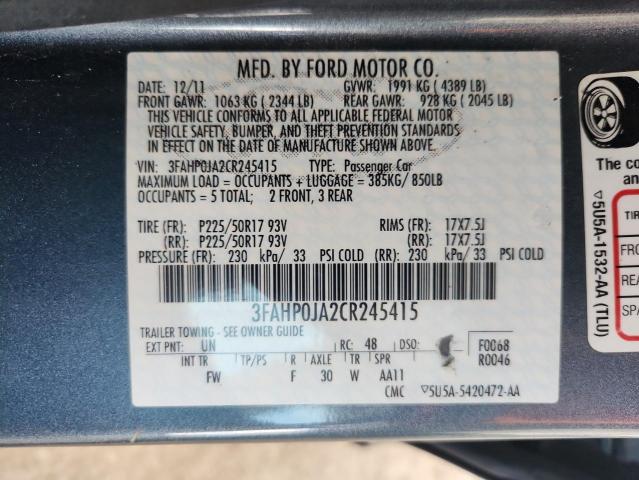 MFD. BY FORD MOTOR CO.
DATE: 12/11 GVWR: 1991 KG ( 4389 LB)
FRONT GAWR: 1063 KG ( 2344 LB) REAR GAWR: 928 KG ( 2045 LB)
THIS VEHICLE CONFORMS TO ALL APPLICABLE FEDERAL MOTOR
VEHICLE SAFETY, BUMPER, AND THEFT PREVENTION STANDARDS
IN EFFECT ON THE DATE OF MANUFACTURE SHOWN ABOVE.
VIN: 3FAHP0JA2CR245415 TYPE: Passenger Car
MAXIMUM LOAD = OCCUPANTS + LUGGAGE = 385KG/ 850LB
OCCUPANTS = 5 TOTAL; 2 FRONT, 3 REAR
TIRE (FR): P225/50R17 93V RIMS (FR): 17X7.5J
(RR): P225/50R17 93V (RR): 17X7.5J
PRESSURE (FR): 230 kPa/ 33 PSI COLD (RR): 230 kPa/ 33 PSI COLD
3FAHP0JA2CR245415
TRAILER TOWING - SEE OWNER GUIDE
EXT PNT: UN RC: 48 DSO: F0068
INT TR TP/PS R AXLE TR SPR R0046
FW F 30 W AA11
CMC ▽5U5A-5420472-AA
The co
an
▽5U5A-1532-AA (TLU)
TIR
FRO
REA
SPA